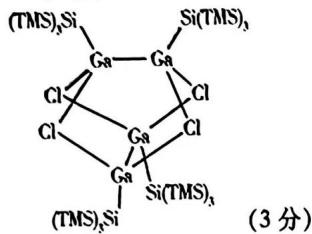 (TMS)₃Si Si(TMS)₃
Ga Ga
Cl Cl
Cl Ga Cl
Ga
Si(TMS)₃
(TMS)₃Si
(3 分)